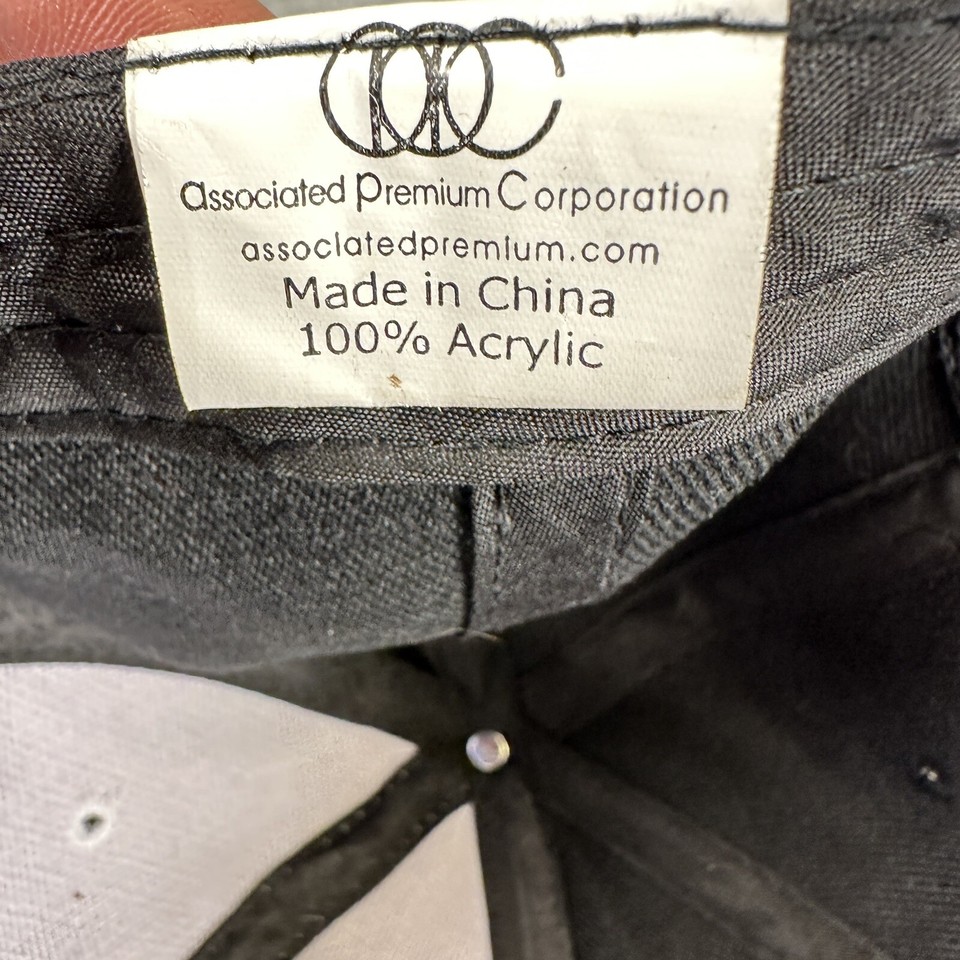 associated Premium Corporation
associatedpremium.com
Made in China
100% Acrylic